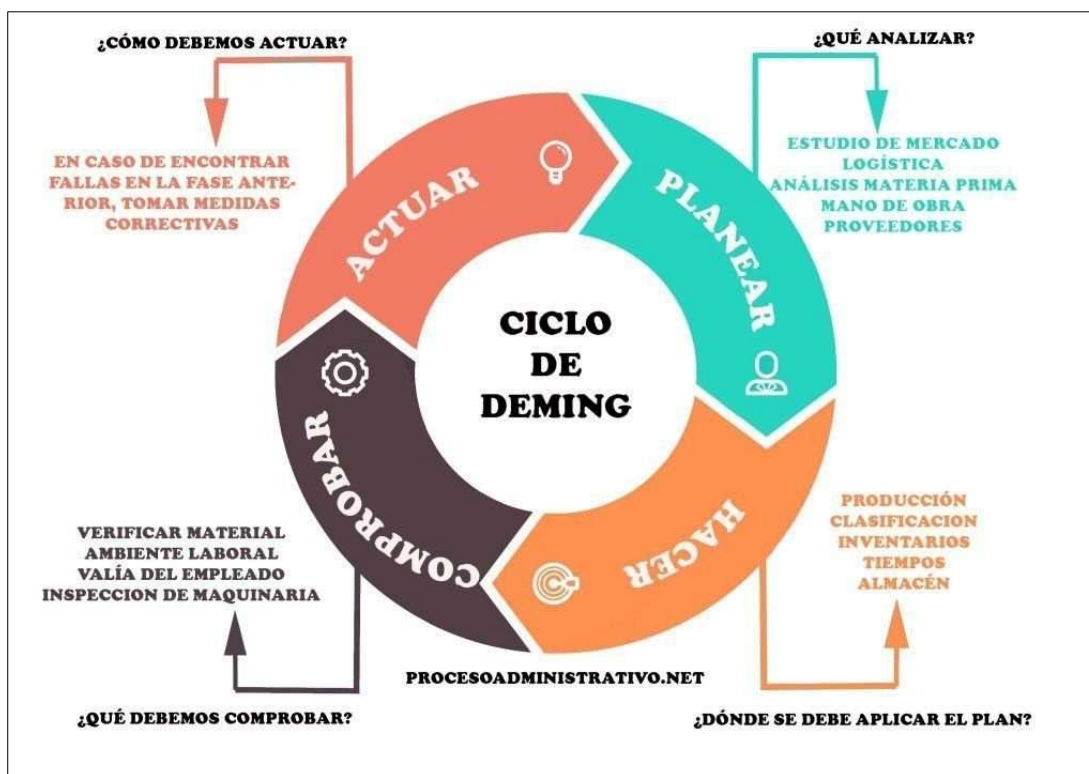 ¿CÓMO DEBEMOS ACTUAR?
EN CASO DE ENCONTRAR
FALLAS EN LA FASE ANTE-
RIOR, TOMAR MEDIDAS
CORRECTIVAS
¿QUÉ ANALIZAR?
ESTUDIO DE MERCADO
LOGÍSTICA
ANÁLISIS MATERIA PRIMA
MANO DE OBRA
PROVEEDORES
ACTUAR
PLANEAR
CICLO
DE
DEMING
COMPROBAR
HACER
VERIFICAR MATERIAL
AMBIENTE LABORAL
VALÍA DEL EMPLEADO
INSPECCION DE MAQUINARIA
¿QUÉ DEBEMOS COMPROBAR?
PRODUCCIÓN
CLASIFICACION
INVENTARIOS
TIEMPOS
ALMACÉN
¿DÓNDE SE DEBE APLICAR EL PLAN?
PROCESOADMINISTRATIVO.NET